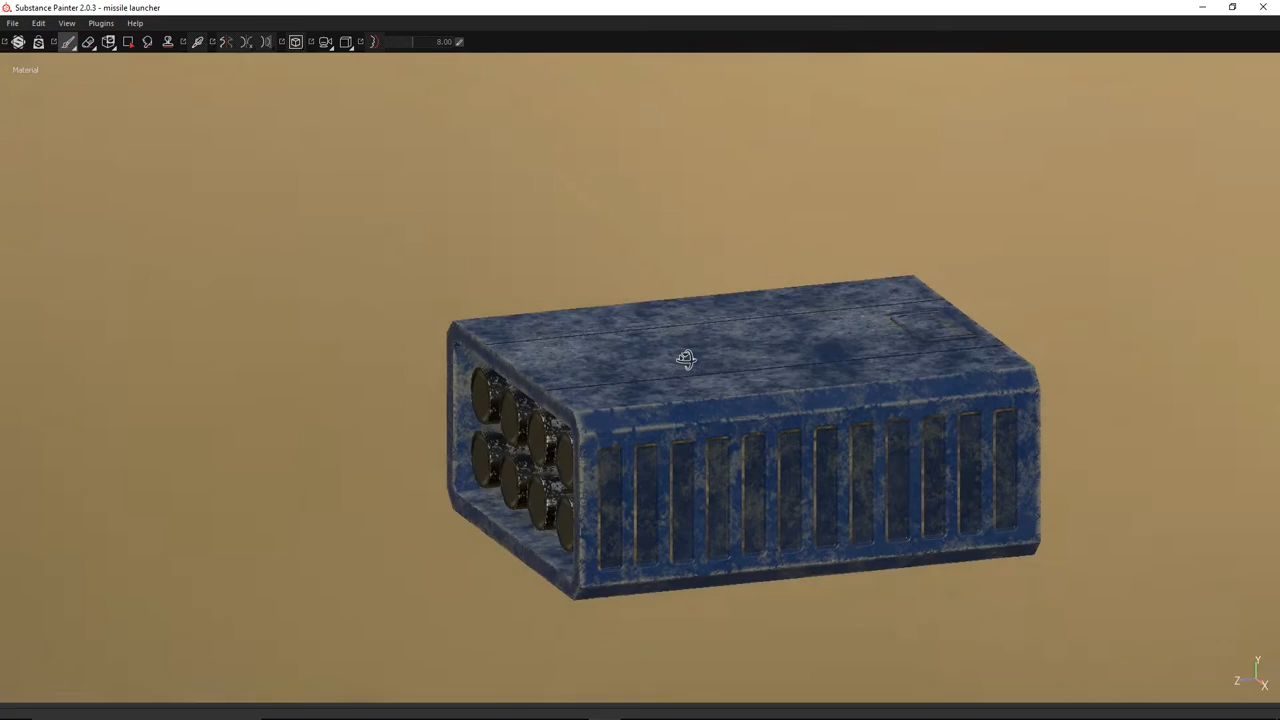 Substance Painter 2.0.3 - missile launcher
File Edit View Plugins Help
8.00
Material
Y
Z X